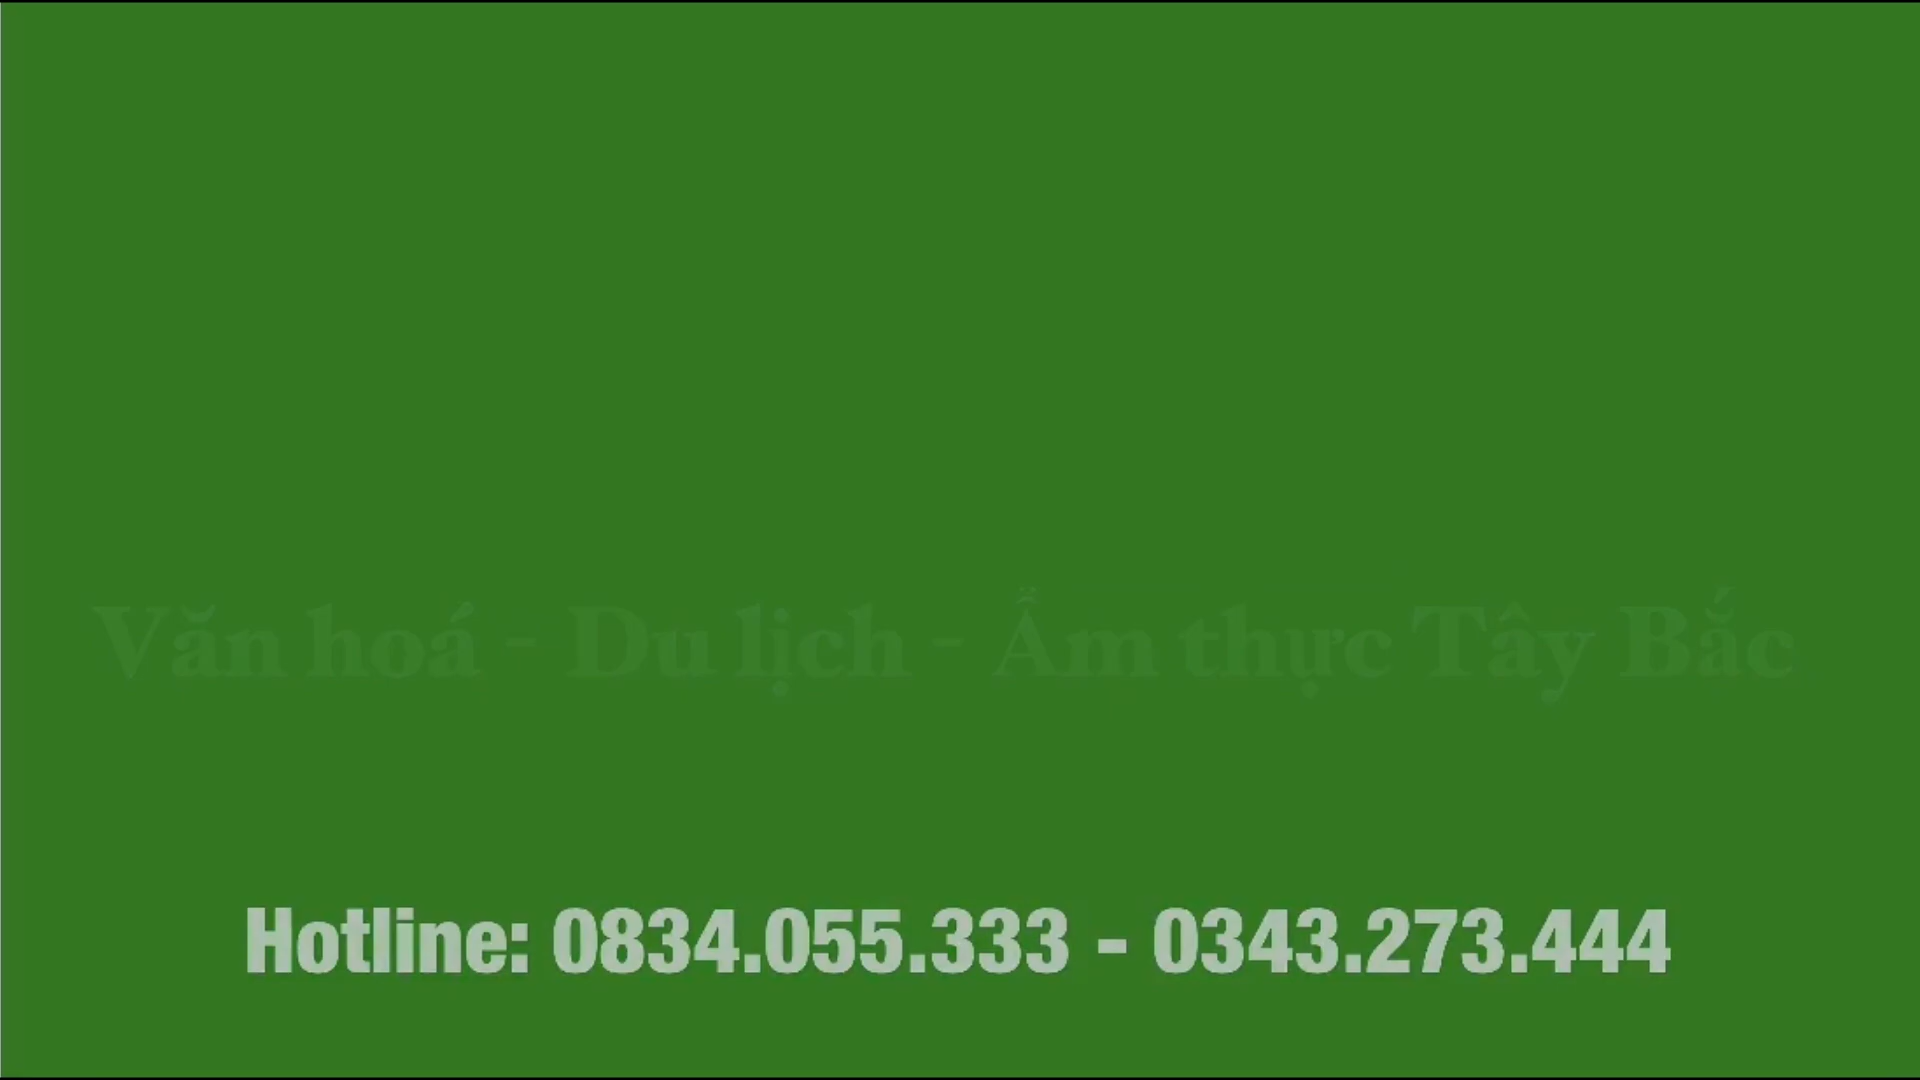 Văn hoá - Du lịch - Ẩm thực Tây Bắc
Hotline: 0834.055.333 - 0343.273.444